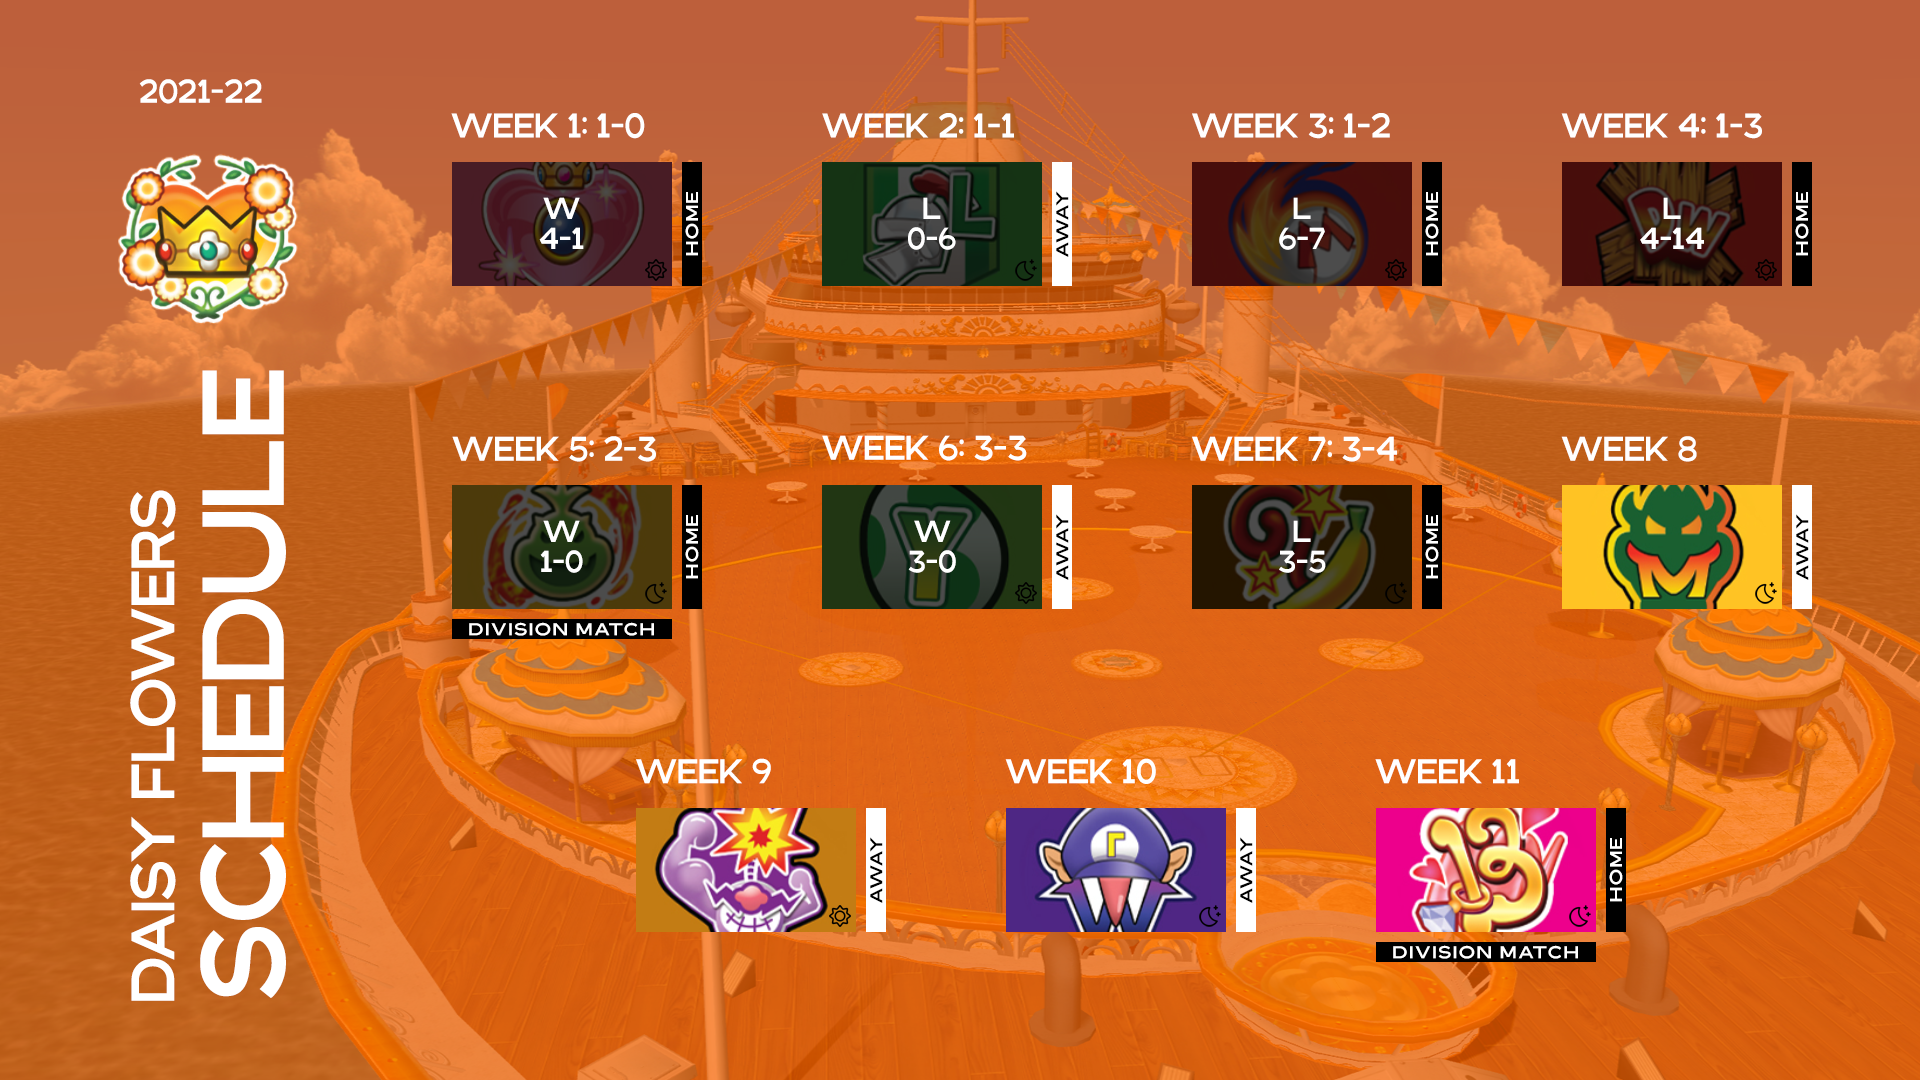 2021-22
DAISY FLOWERS
SCHEDULE
WEEK 1: 1-0
W
4-1
HOME
WEEK 2: 1-1
L
L
0-6
AWAY
WEEK 3: 1-2
L
6-7
HOME
WEEK 4: 1-3
DW
L
4-14
HOME
WEEK 5: 2-3
W
1-0
HOME
DIVISION MATCH
WEEK 6: 3-3
Y
W
3-0
AWAY
WEEK 7: 3-4
L
3-5
HOME
WEEK 8
M
AWAY
WEEK 9
AWAY
WEEK 10
Γ
W
AWAY
WEEK 11
B
HOME
DIVISION MATCH